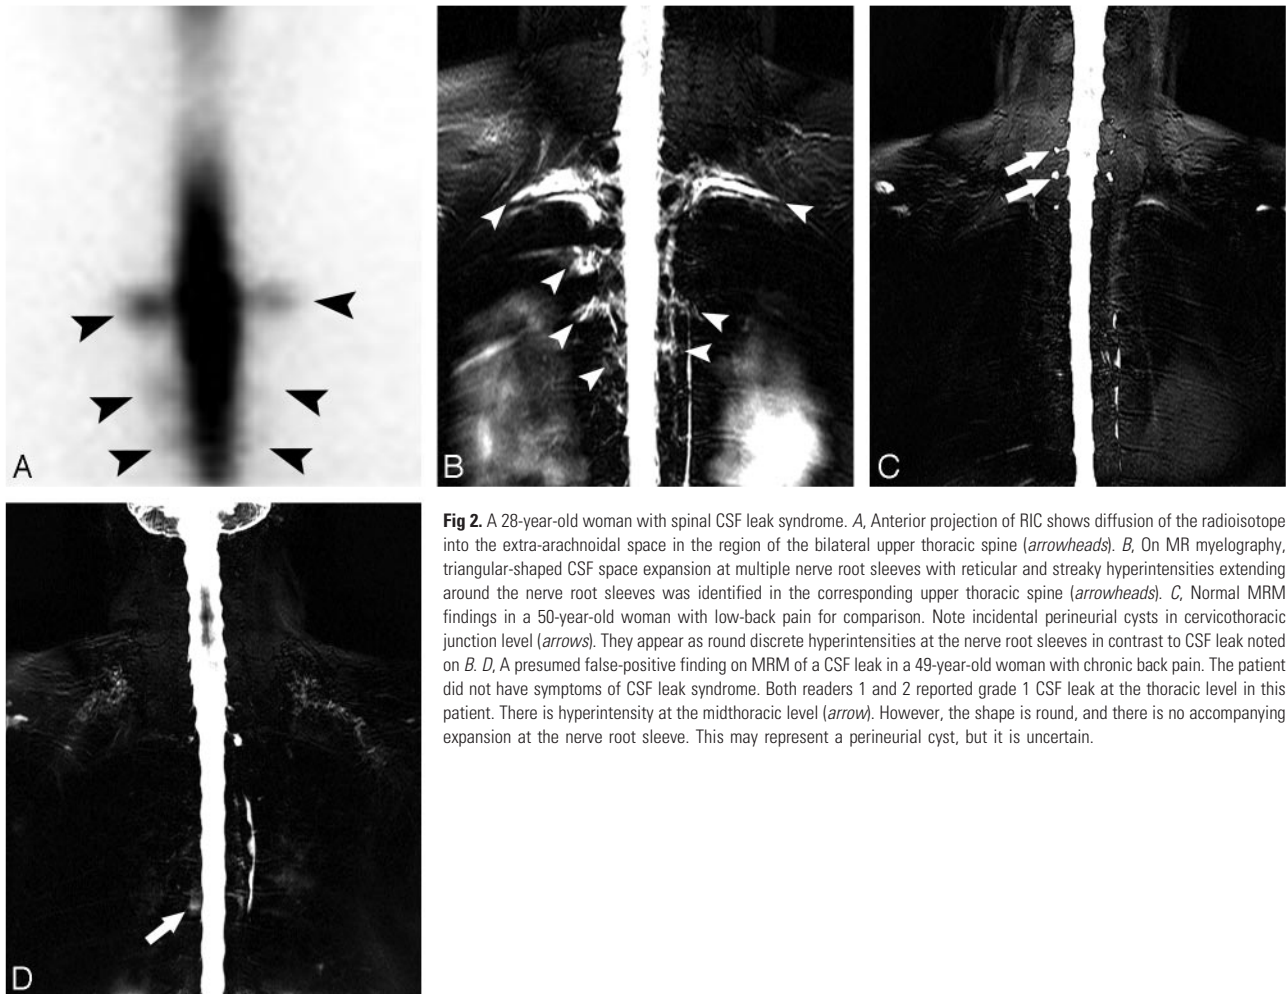 A
B
C
D
Fig 2. A 28-year-old woman with spinal CSF leak syndrome. A, Anterior projection of RIC shows diffusion of the radioisotope
into the extra-arachnoidal space in the region of the bilateral upper thoracic spine (arrowheads). B, On MR myelography,
triangular-shaped CSF space expansion at multiple nerve root sleeves with reticular and streaky hyperintensities extending
around the nerve root sleeves was identified in the corresponding upper thoracic spine (arrowheads). C, Normal MRM
findings in a 50-year-old woman with low-back pain for comparison. Note incidental perineurial cysts in cervicothoracic
junction level (arrows). They appear as round discrete hyperintensities at the nerve root sleeves in contrast to CSF leak noted
on B. D, A presumed false-positive finding on MRM of a CSF leak in a 49-year-old woman with chronic back pain. The patient
did not have symptoms of CSF leak syndrome. Both readers 1 and 2 reported grade 1 CSF leak at the thoracic level in this
patient. There is hyperintensity at the midthoracic level (arrow). However, the shape is round, and there is no accompanying
expansion at the nerve root sleeve. This may represent a perineurial cyst, but it is uncertain.